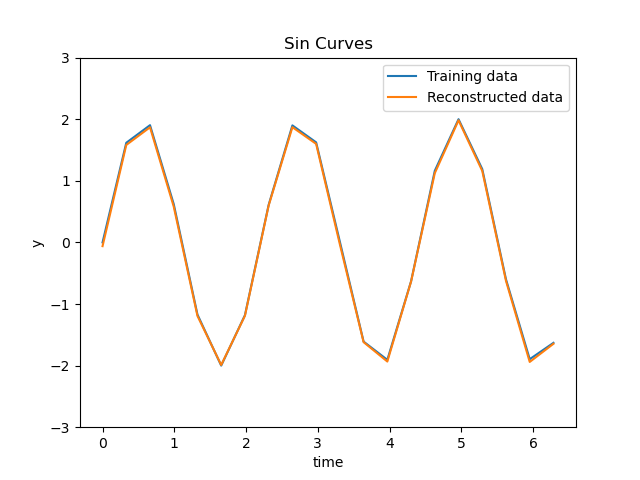 Sin Curves
Training data
Reconstructed data
3
2
1
0
−1
−2
−3
y
0 1 2 3 4 5 6
time